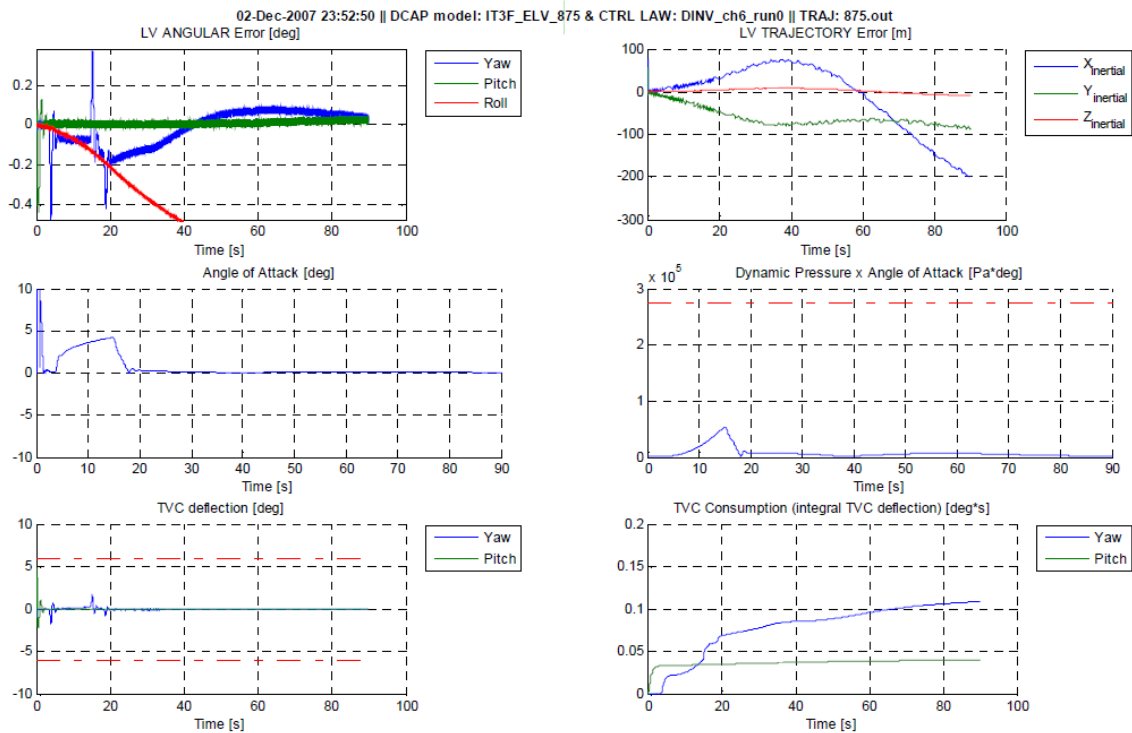 02-Dec-2007 23:52:50 || DCAP model: IT3F_ELV_875 & CTRL LAW: DINV_ch6_run0 || TRAJ: 875.out
LV ANGULAR Error [deg]
0.2
0
-0.2
-0.4
0 20 40 60 80 100
Time [s]
Yaw
Pitch
Roll
LV TRAJECTORY Error [m]
100
0
-100
-200
-300
0 20 40 60 80 100
Time [s]
X inertial
Y inertial
Z inertial
Angle of Attack [deg]
10
5
0
-5
-10
0 10 20 30 40 50 60 70 80 90
Time [s]
Dynamic Pressure x Angle of Attack [Pa*deg]
x 10^5
3
2
1
0
0 10 20 30 40 50 60 70 80 90
Time [s]
TVC deflection [deg]
10
5
0
-5
-10
0 20 40 60 80 100
Time [s]
Yaw
Pitch
TVC Consumption (integral TVC deflection) [deg*s]
0.2
0.15
0.1
0.05
0
0 20 40 60 80 100
Time [s]
Yaw
Pitch